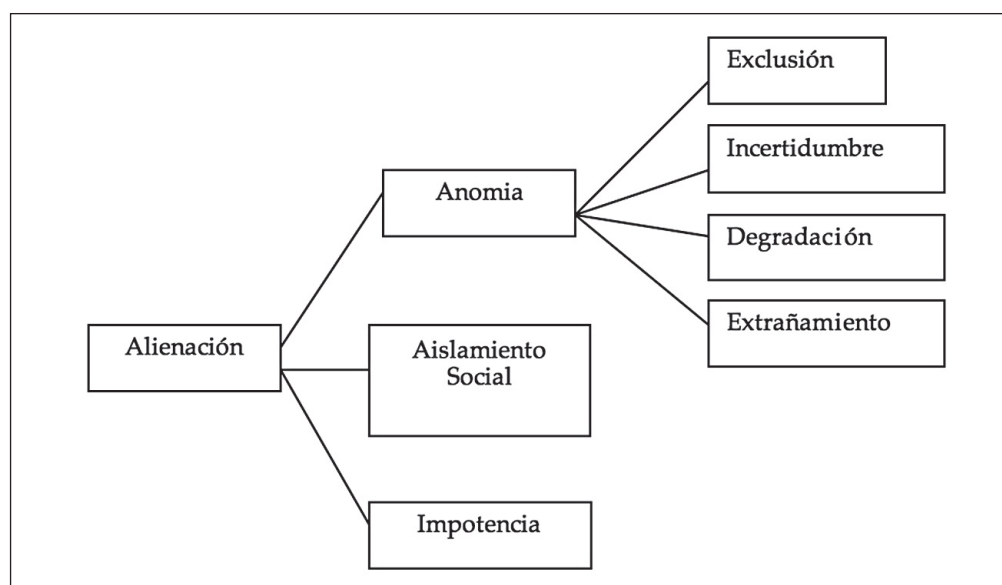 Exclusión
Incertidumbre
Anomia
Degradación
Extrañamiento
Alienación
Aislamiento
Social
Impotencia